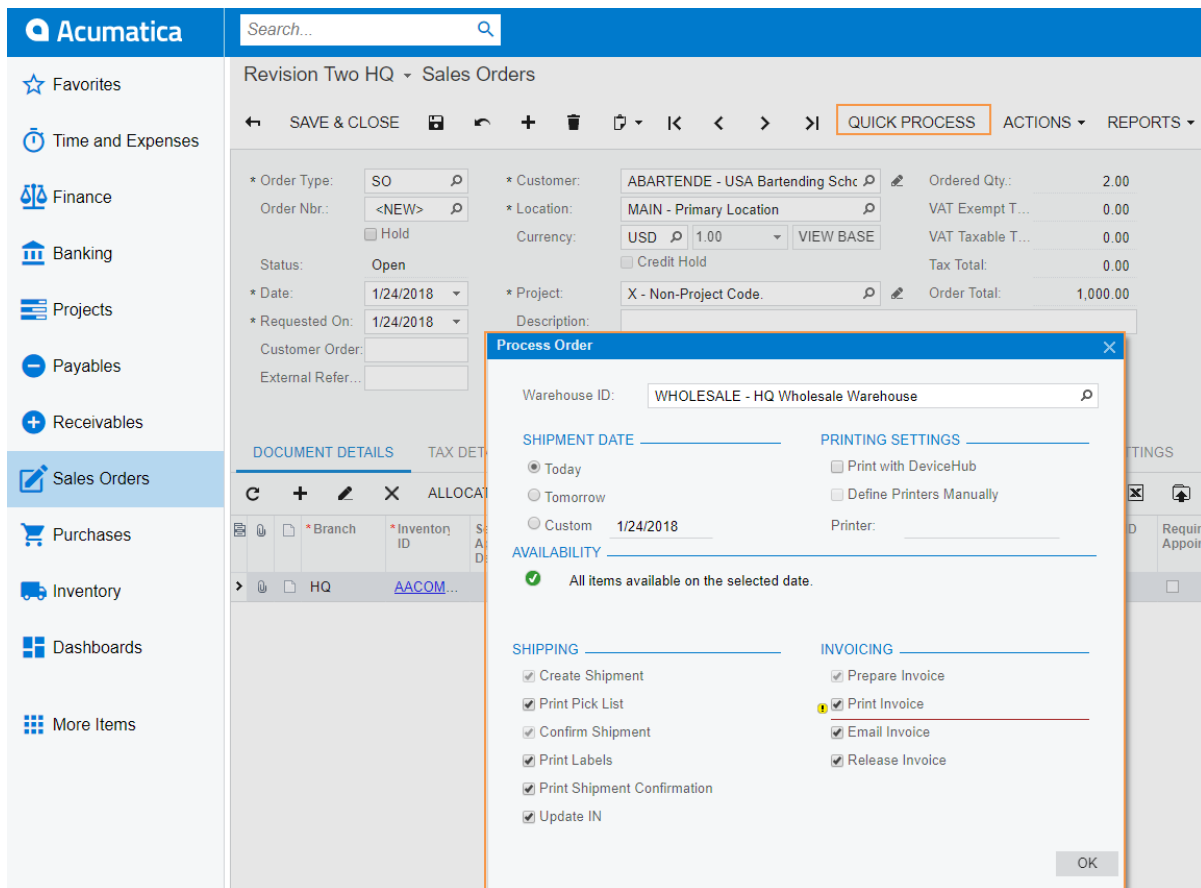 Acumatica
Search...
Favorites
Time and Expenses
Finance
Banking
Projects
Payables
Receivables
Sales Orders
Purchases
Inventory
Dashboards
More Items
Revision Two HQ Sales Orders
SAVE & CLOSE QUICK PROCESS ACTIONS REPORTS
* Order Type: SO * Customer: ABARTENDE - USA Bartending Schc Ordered Qty.: 2.00
Order Nbr.: <NEW> * Location: MAIN - Primary Location VAT Exempt T... 0.00
Hold Currency: USD 1.00 VIEW BASE VAT Taxable T... 0.00
Status: Open Credit Hold Tax Total: 0.00
* Date: 1/24/2018 * Project: X - Non-Project Code. Order Total: 1,000.00
* Requested On: 1/24/2018 Description:
Customer Order:
External Refer...
DOCUMENT DETAILS TAX DET TTINGS
ALLOCAT
* Branch * Inventory ID D Requir Appoin
HQ AACOM...
Process Order
Warehouse ID: WHOLESALE - HQ Wholesale Warehouse
SHIPMENT DATE PRINTING SETTINGS
Today Print with DeviceHub
Tomorrow Define Printers Manually
Custom 1/24/2018 Printer:
AVAILABILITY
All items available on the selected date.
SHIPPING INVOICING
Create Shipment Prepare Invoice
Print Pick List Print Invoice
Confirm Shipment Email Invoice
Print Labels Release Invoice
Print Shipment Confirmation
Update IN
OK